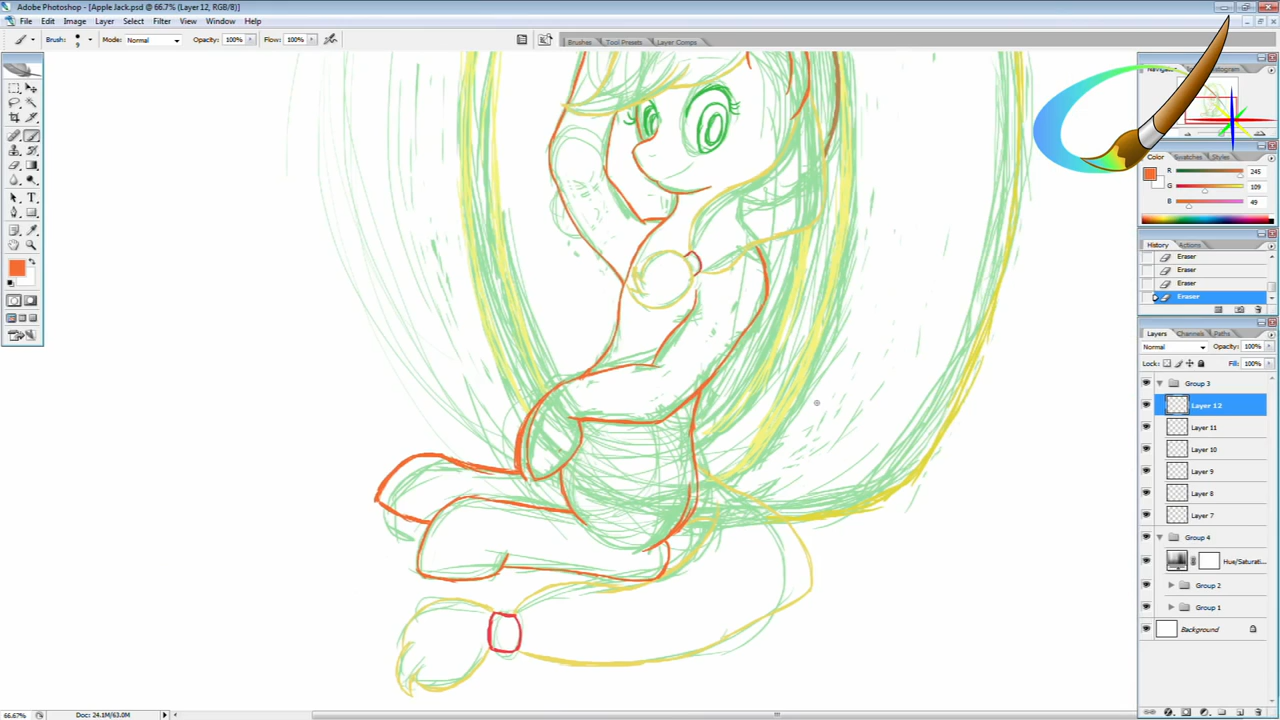 Adobe Photoshop - [Apple Jack.psd @ 66.7% (Layer 12, RGB/8)]
File Edit Image Layer Select Filter View Window Help
Brush: 9 Mode: Normal Opacity: 100% Flow: 100%
Brushes Tool Presets Layer Comps
Color Swatches Styles
R 245
G 109
B 49
History Actions
Eraser
Eraser
Eraser
Eraser
Layers Channels Paths
Normal Opacity: 100%
Lock: Fill: 100%
Group 3
Layer 12
Layer 11
Layer 10
Layer 9
Layer 8
Layer 7
Group 4
Hue/Saturati...
Group 2
Group 1
Background
66.67% Doc: 24.1M/63.0M